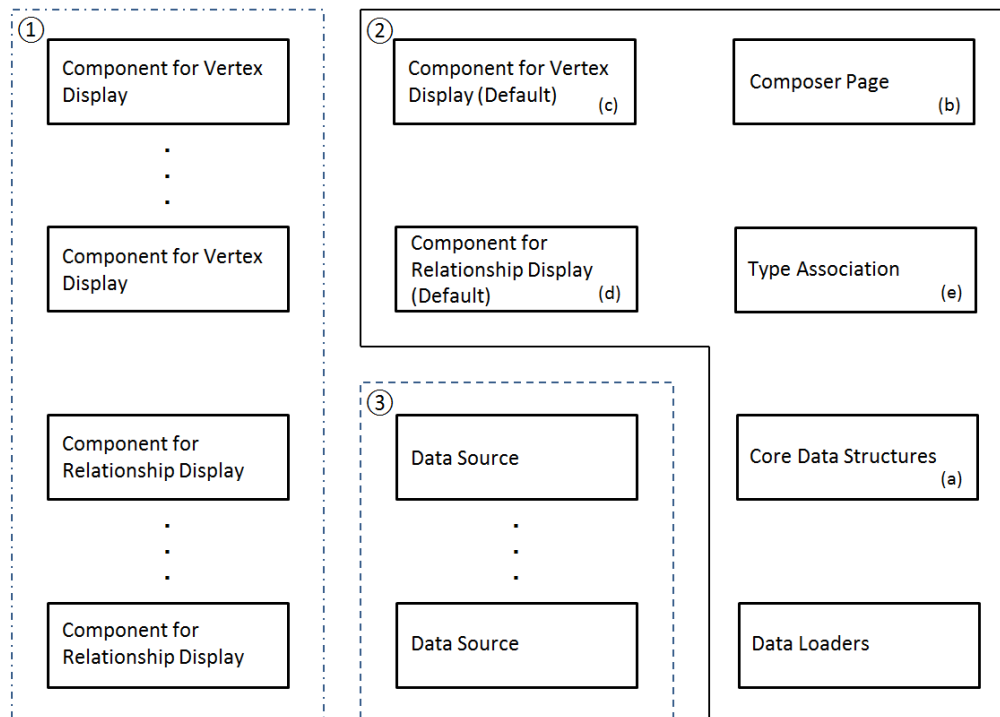 ①
Component for Vertex
Display
.
.
.
Component for Vertex
Display
Component for
Relationship Display
.
.
.
Component for
Relationship Display
②
Component for Vertex
Display (Default)
(c)
Composer Page
(b)
Component for
Relationship Display
(Default)
(d)
Type Association
(e)
③
Data Source
.
.
.
Data Source
Core Data Structures
(a)
Data Loaders